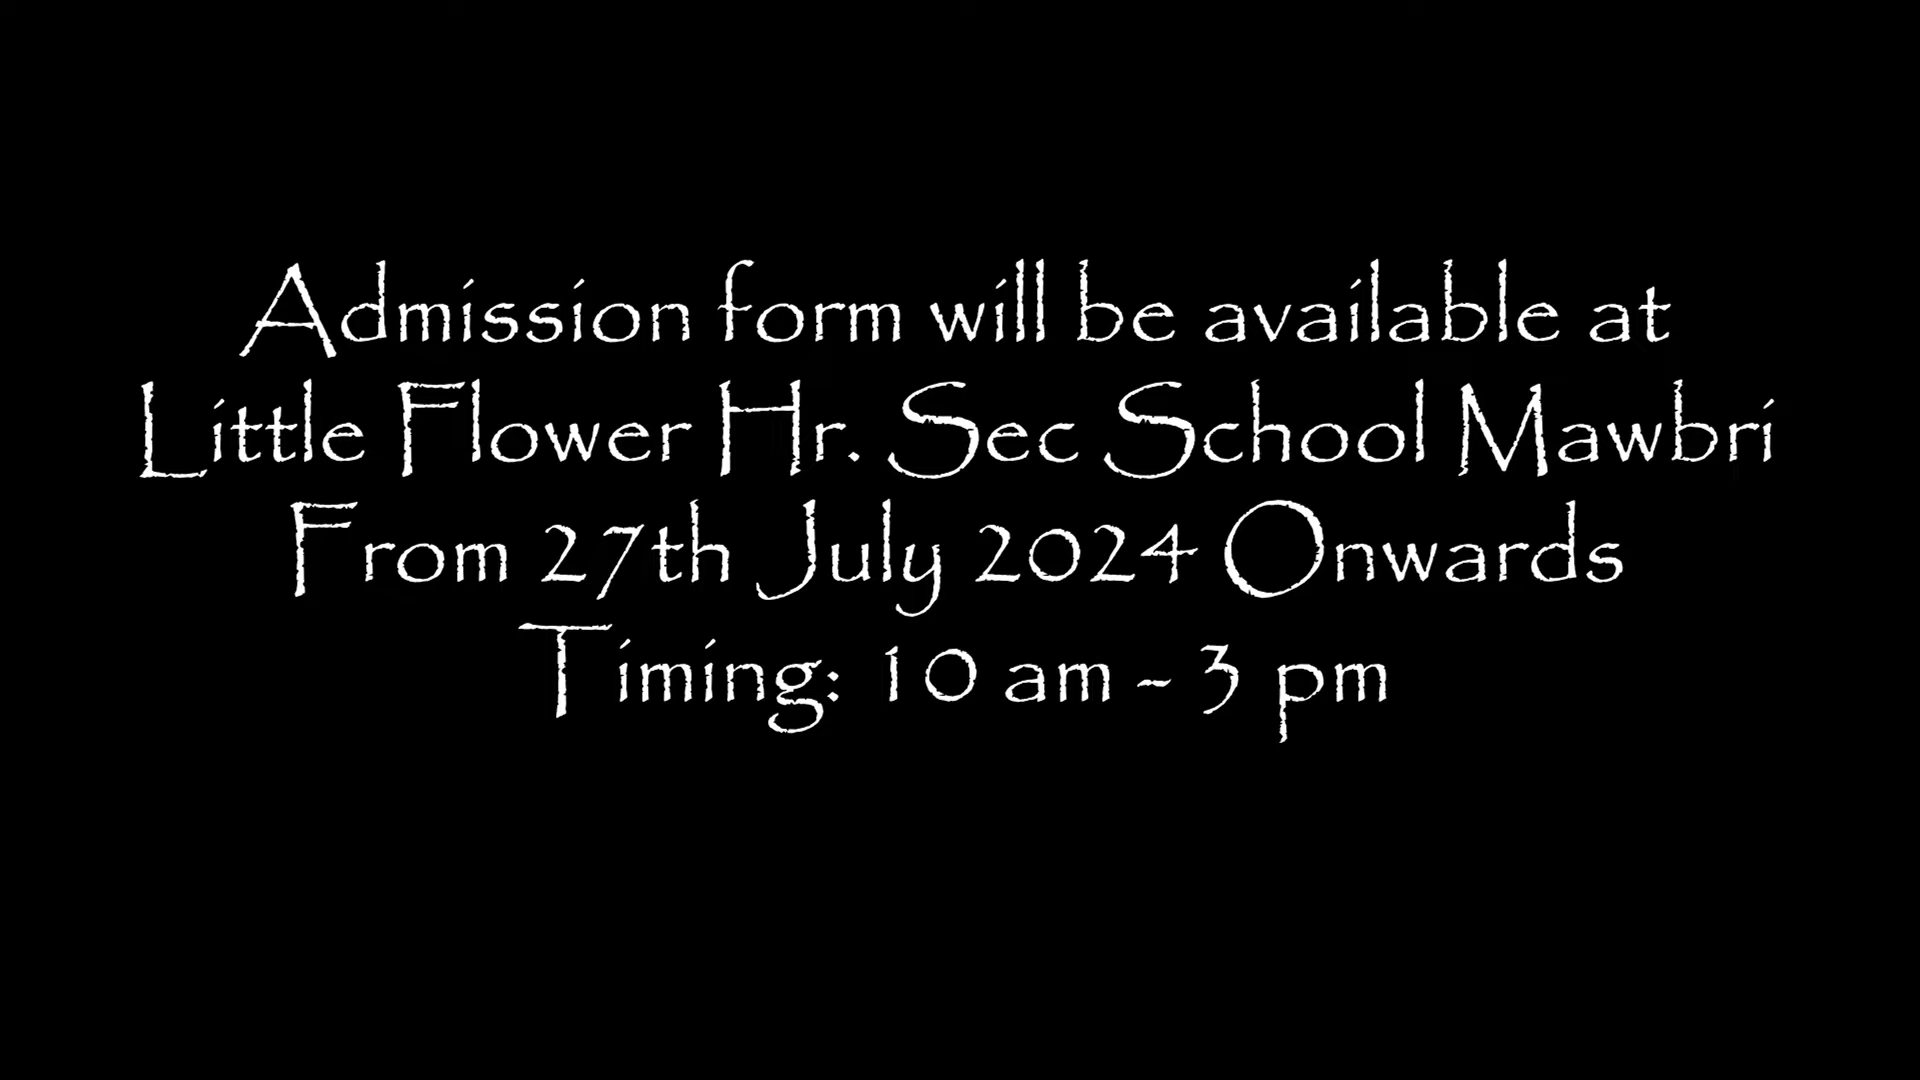 Admission form will be available at
Little Flower Hr. Sec School Mawbri
From 27th July 2024 Onwards
Timing: 10 am - 3 pm